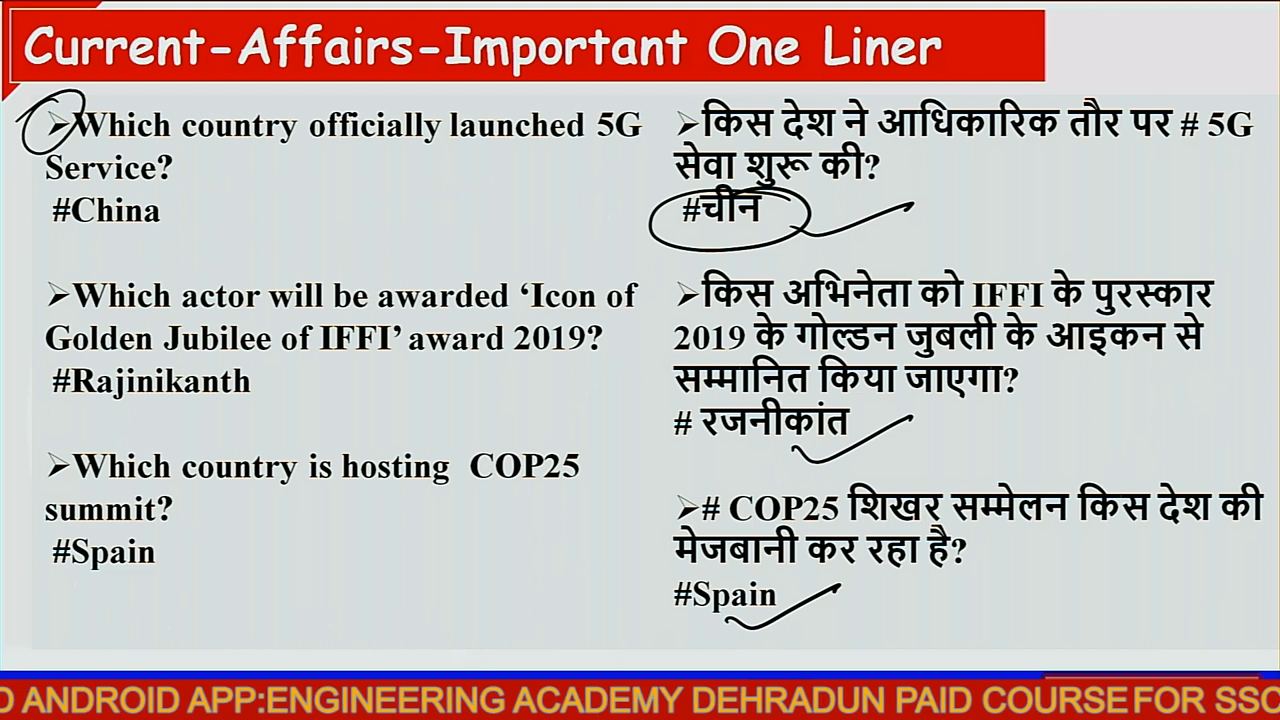 Current-Affairs-Important One Liner
➢Which country officially launched 5G
Service?
#China
➢Which actor will be awarded ‘Icon of
Golden Jubilee of IFFI’ award 2019?
#Rajinikanth
➢Which country is hosting COP25
summit?
#Spain
➢किस देश ने आधिकारिक तौर पर # 5G
सेवा शुरू की?
#चीन
➢किस अभिनेता को IFFI के पुरस्कार
2019 के गोल्डन जुबली के आइकन से
सम्मानित किया जाएगा?
# रजनीकांत
➢# COP25 शिखर सम्मेलन किस देश की
मेजबानी कर रहा है?
#Spain
ANDROID APP:ENGINEERING ACADEMY DEHRADUN PAID COURSE FOR SSC